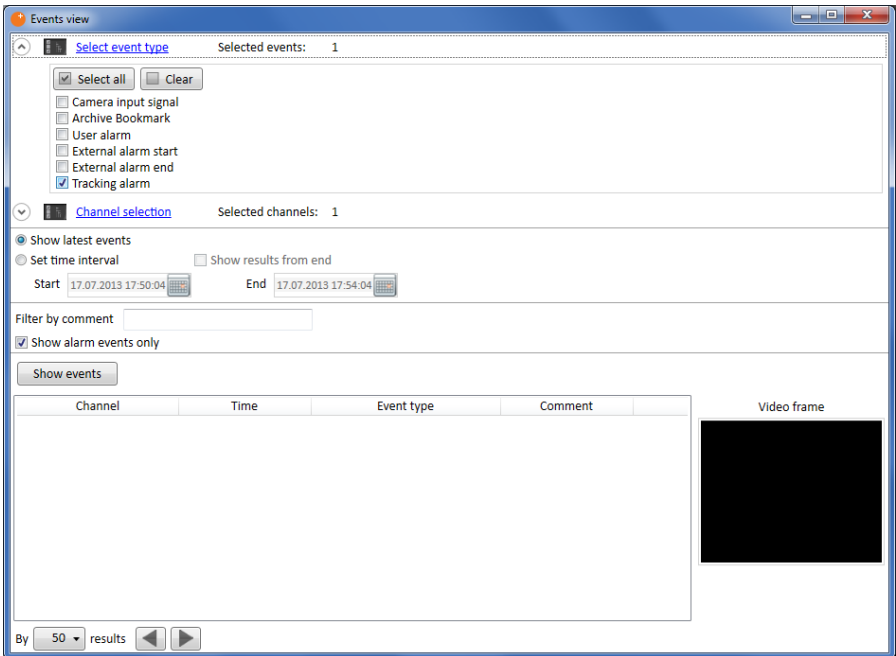 Events view
Select event type Selected events: 1
Select all Clear
Camera input signal
Archive Bookmark
User alarm
External alarm start
External alarm end
Tracking alarm
Channel selection Selected channels: 1
Show latest events
Set time interval Show results from end
Start 17.07.2013 17:50:04 End 17.07.2013 17:54:04
Filter by comment
Show alarm events only
Show events
Channel Time Event type Comment Video frame
By 50 results